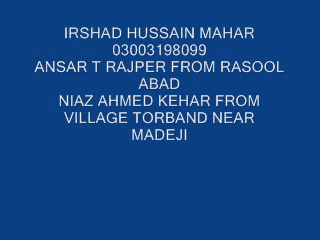 IRSHAD HUSSAIN MAHAR
03003198099
ANSAR T RAJPER FROM RASOOL
ABAD
NIAZ AHMED KEHAR FROM
VILLAGE TORBAND NEAR
MADEJI